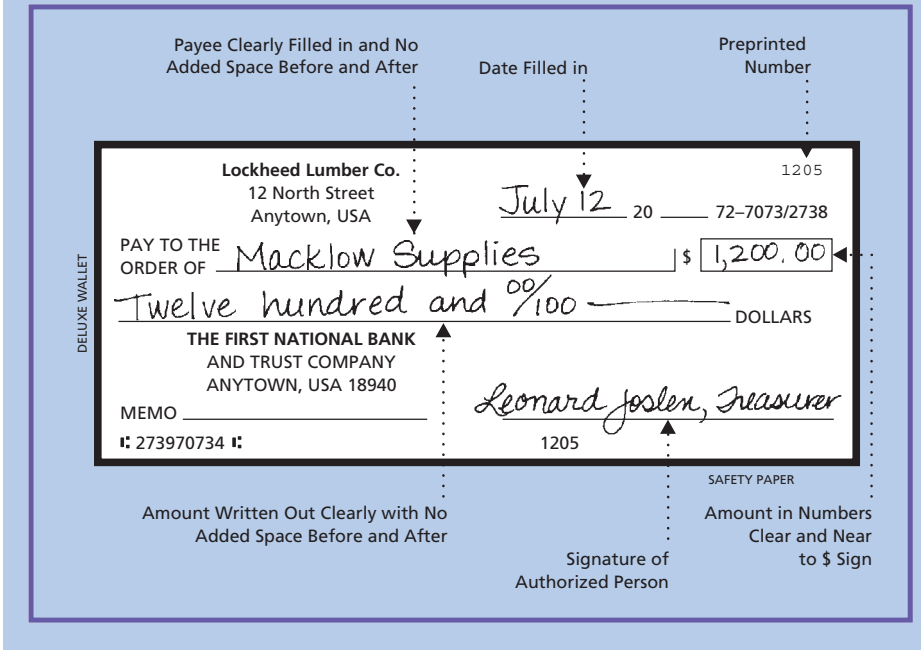 Payee Clearly Filled in and No
Added Space Before and After
Date Filled in
Preprinted
Number
Lockheed Lumber Co.
12 North Street
Anytown, USA
1205
July 12 20 ____ 72–7073/2738
PAY TO THE
ORDER OF Macklow Supplies $ 1,200.00
Twelve hundred and 00/100 DOLLARS
DELUXE WALLET
THE FIRST NATIONAL BANK
AND TRUST COMPANY
ANYTOWN, USA 18940
MEMO
Leonard Joslen, Treasurer
⑆ 273970734 ⑆ 1205
SAFETY PAPER
Amount Written Out Clearly with No
Added Space Before and After
Signature of
Authorized Person
Amount in Numbers
Clear and Near
to $ Sign